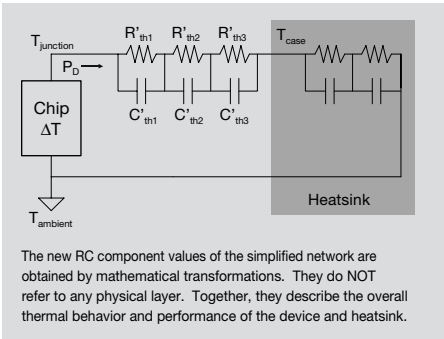 R'th1 R'th2 R'th3
Tjunction
Tcase
PD
Chip
ΔT
C'th1 C'th2 C'th3
Heatsink
Tambient
The new RC component values of the simplified network are
obtained by mathematical transformations. They do NOT
refer to any physical layer. Together, they describe the overall
thermal behavior and performance of the device and heatsink.